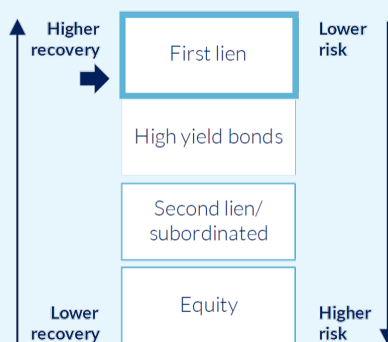 Higher
recovery
First lien
Lower
risk
High yield bonds
Second lien/
subordinated
Equity
Lower
recovery
Higher
risk